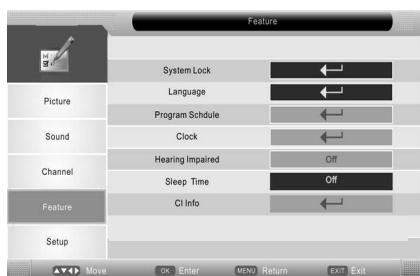 Feature
Picture
Sound
Channel
Feature
Setup
System Lock
Language
Program Schdule
Clock
Hearing Impaired Off
Sleep Time Off
CI Info
Move OK Enter MENU Return EXIT Exit